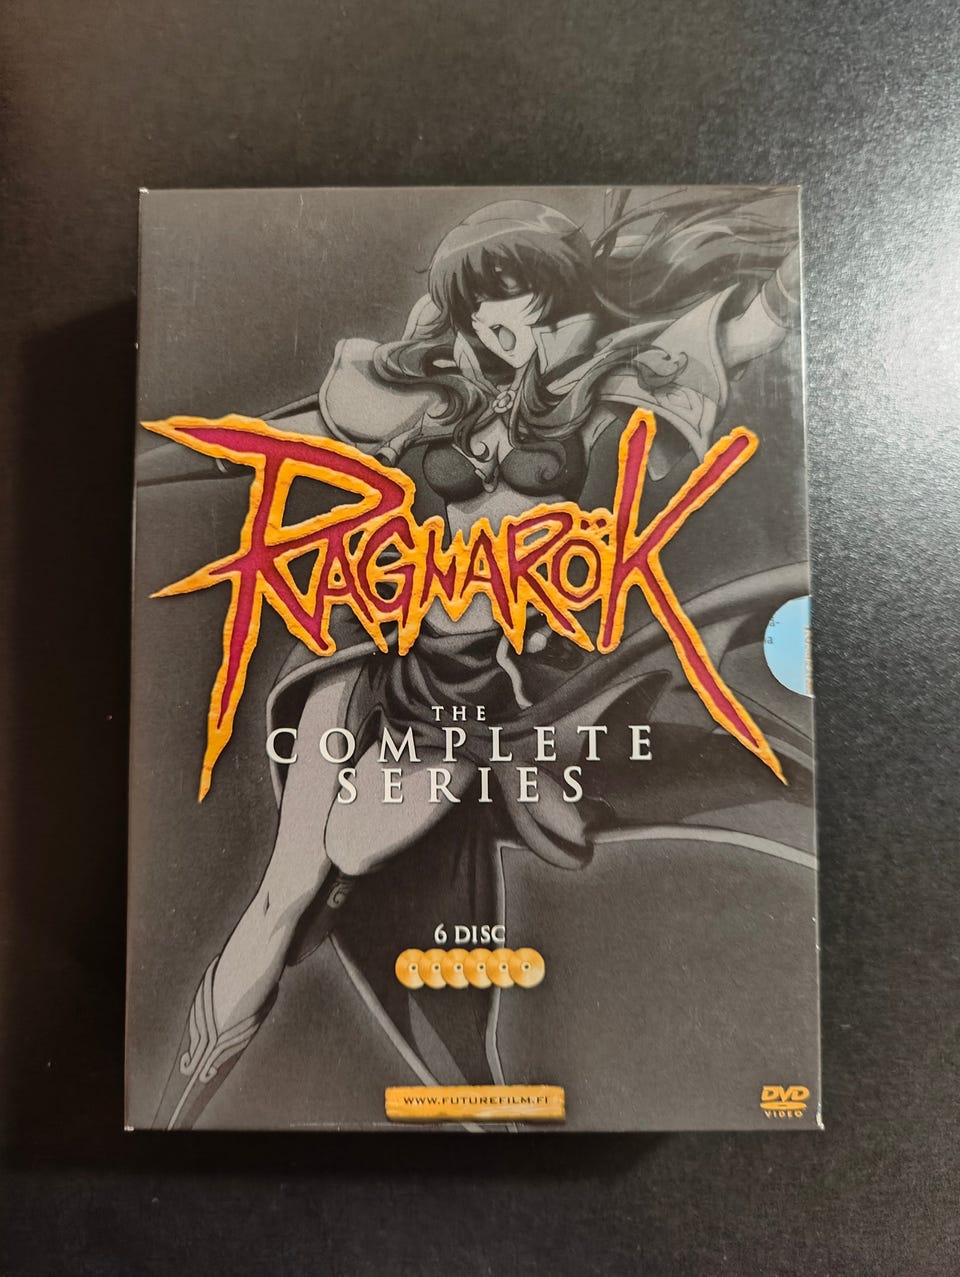 RAGNARÖK
THE
COMPLETE
SERIES
6 DISC
WWW.FUTUREFILM.FI
DVD
VIDEO